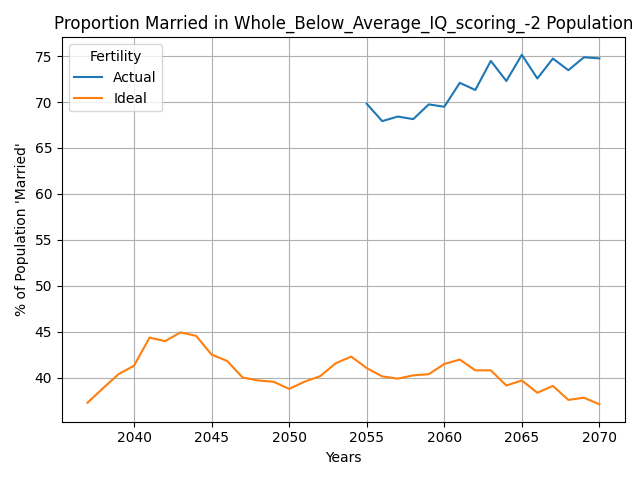 Proportion Married in Whole_Below_Average_IQ_scoring_-2 Population
Fertility
Actual
Ideal
% of Population 'Married'
75
70
65
60
55
50
45
40
2040 2045 2050 2055 2060 2065 2070
Years